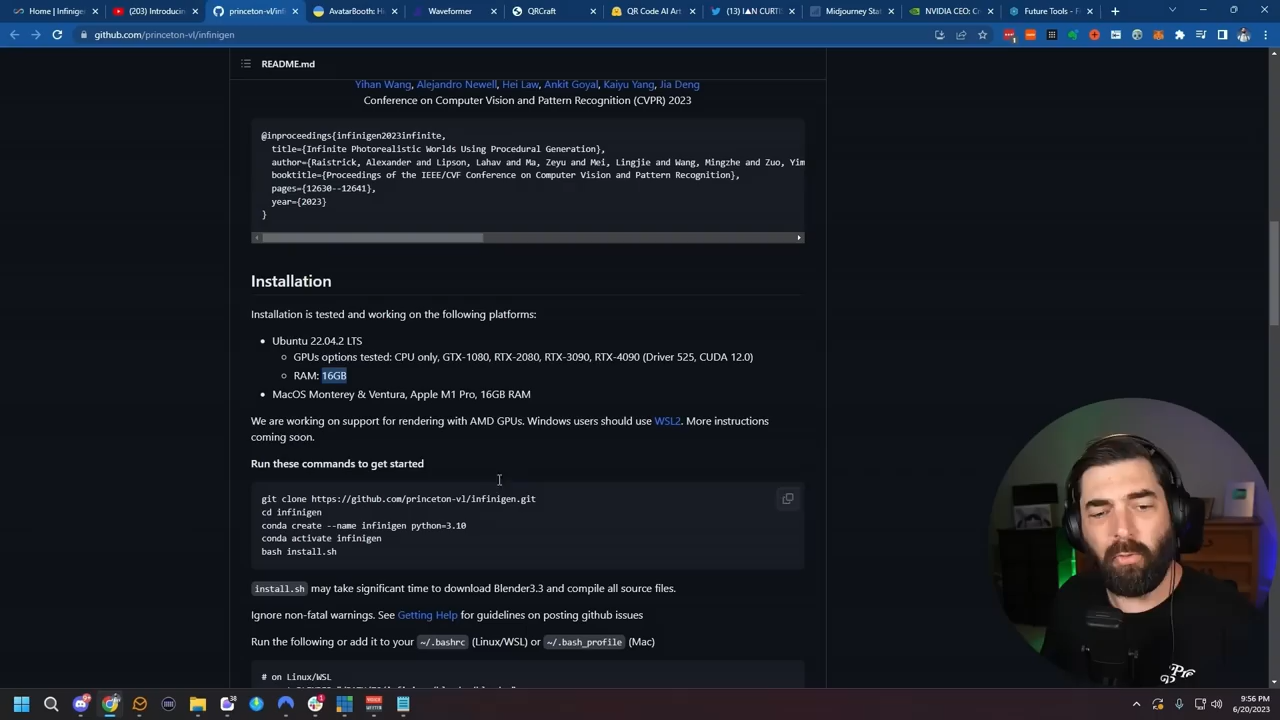 Home | Infinigen
(203) Introducin
princeton-vl/infi
AvatarBooth: H
Waveformer
QRCraft
QR Code AI Art
(13) I▲N CURTI
Midjourney Sta
NVIDIA CEO: C
Future Tools - F
github.com/princeton-vl/infinigen
README.md
Yihan Wang, Alejandro Newell, Hei Law, Ankit Goyal, Kaiyu Yang, Jia Deng
Conference on Computer Vision and Pattern Recognition (CVPR) 2023
@inproceedings{infinigen2023infinite,
title={Infinite Photorealistic Worlds Using Procedural Generation},
author={Raistrick, Alexander and Lipson, Lahav and Ma, Zeyu and Mei, Lingjie and Wang, Mingzhe and Zuo, Yim
booktitle={Proceedings of the IEEE/CVF Conference on Computer Vision and Pattern Recognition},
pages={12630--12641},
year={2023}
}
Installation
Installation is tested and working on the following platforms:
Ubuntu 22.04.2 LTS
GPUs options tested: CPU only, GTX-1080, RTX-2080, RTX-3090, RTX-4090 (Driver 525, CUDA 12.0)
RAM: 16GB
MacOS Monterey & Ventura, Apple M1 Pro, 16GB RAM
We are working on support for rendering with AMD GPUs. Windows users should use WSL2. More instructions
coming soon.
Run these commands to get started
git clone https://github.com/princeton-vl/infinigen.git
cd infinigen
conda create --name infinigen python=3.10
conda activate infinigen
bash install.sh
install.sh may take significant time to download Blender3.3 and compile all source files.
Ignore non-fatal warnings. See Getting Help for guidelines on posting github issues
Run the following or add it to your ~/.bashrc (Linux/WSL) or ~/.bash_profile (Mac)
# on Linux/WSL
9:56 PM
6/20/2023